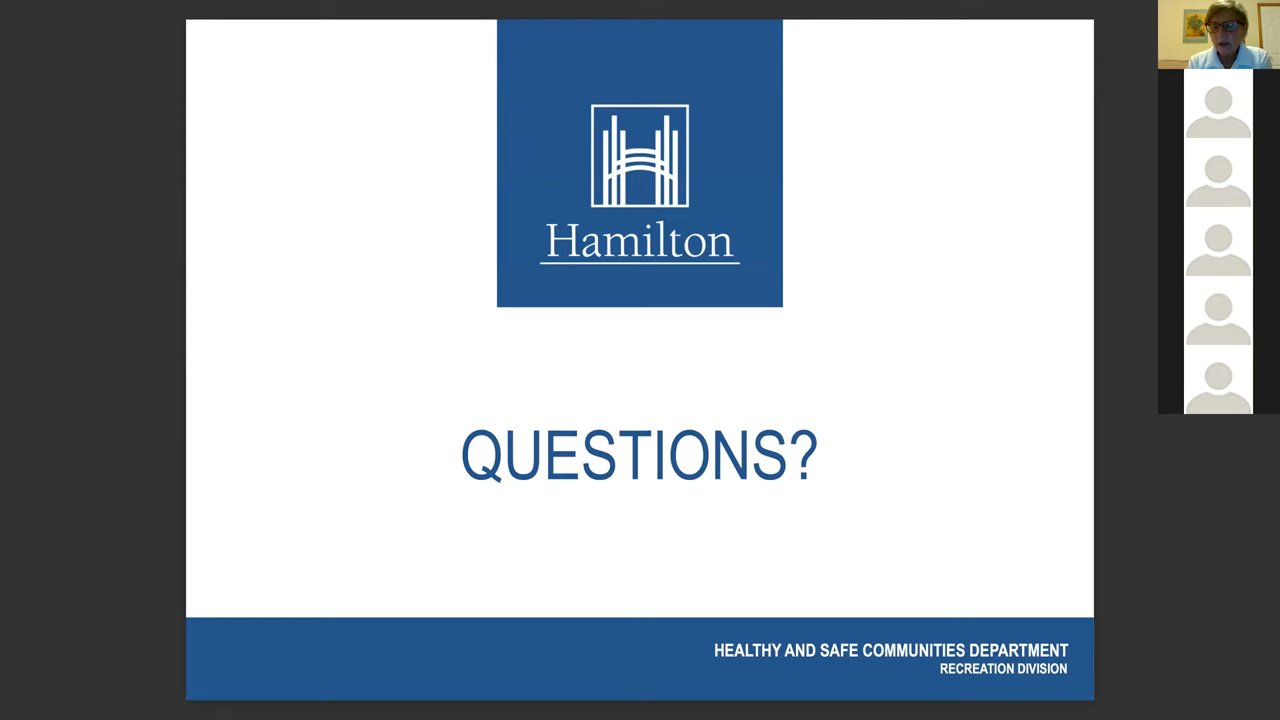 Hamilton
QUESTIONS?
HEALTHY AND SAFE COMMUNITIES DEPARTMENT
RECREATION DIVISION